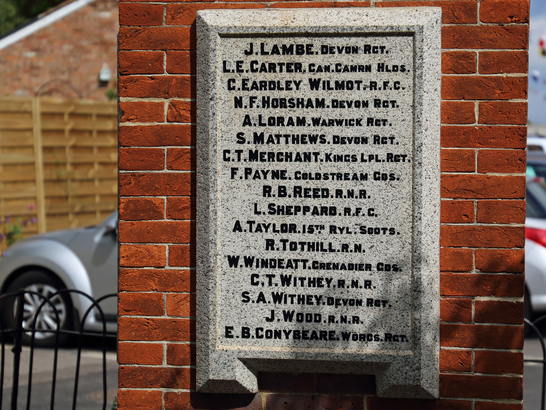 J. LAMBE. DEVON RGT.
L.E. CARTER. CAN. CAMRN HLDS.
C. EARDLEY WILMOT. R.F.C.
N.F. HORSHAM. DEVON RGT.
A. LORAM. WARWICK RGT.
S. MATTHEWS. DEVON RGT.
C.T. MERCHANT. KINGS LPL. RGT.
F. PAYNE. COLDSTREAM GDS.
R.B. REED. R.N.R.
L. SHEPPARD. R.F.C.
A. TAYLOR. 15TH RYL. SCOTS.
R. TOTHILL. R.N.
W. WINDEATT. GRENADIER GDS.
C.T. WITHEY. R.N.R.
S.A. WITHEY. DEVON RGT.
J. WOOD. R.N.R.
E.B. CONYBEARE. WORCS. RGT.